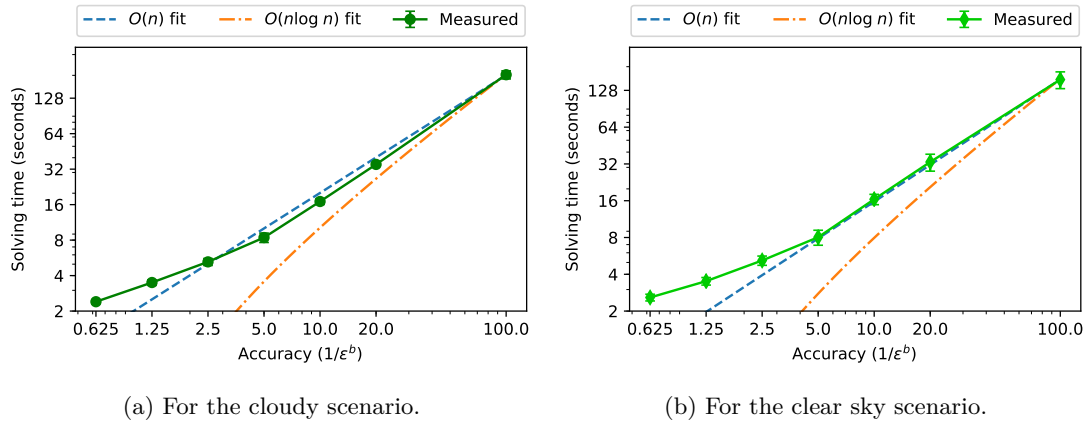 O(n) fit O(nlog n) fit Measured
Solving time (seconds)
128
64
32
16
8
4
2
0.625 1.25 2.5 5.0 10.0 20.0 100.0
Accuracy (1/ε^b)
(a) For the cloudy scenario.
O(n) fit O(nlog n) fit Measured
Solving time (seconds)
128
64
32
16
8
4
2
0.625 1.25 2.5 5.0 10.0 20.0 100.0
Accuracy (1/ε^b)
(b) For the clear sky scenario.